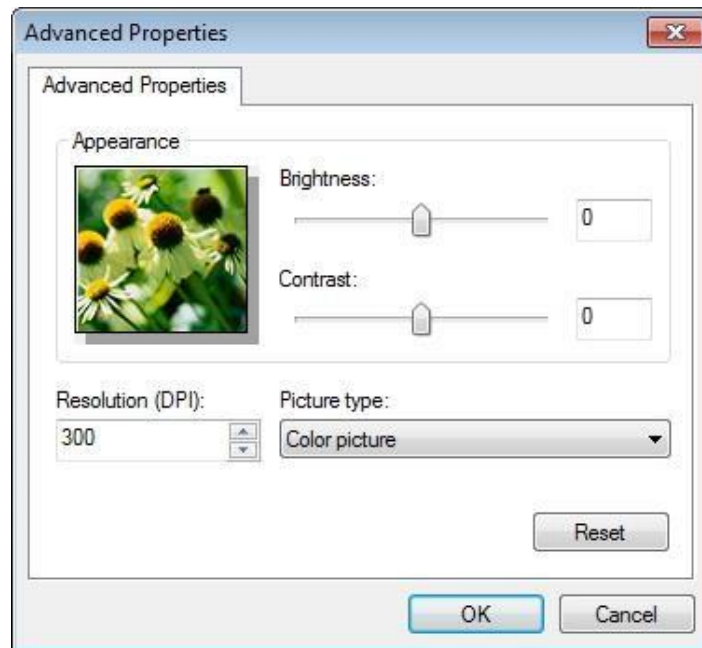 Advanced Properties
Advanced Properties
Appearance
Brightness:
0
Contrast:
0
Resolution (DPI):
300
Picture type:
Color picture
Reset
OK
Cancel